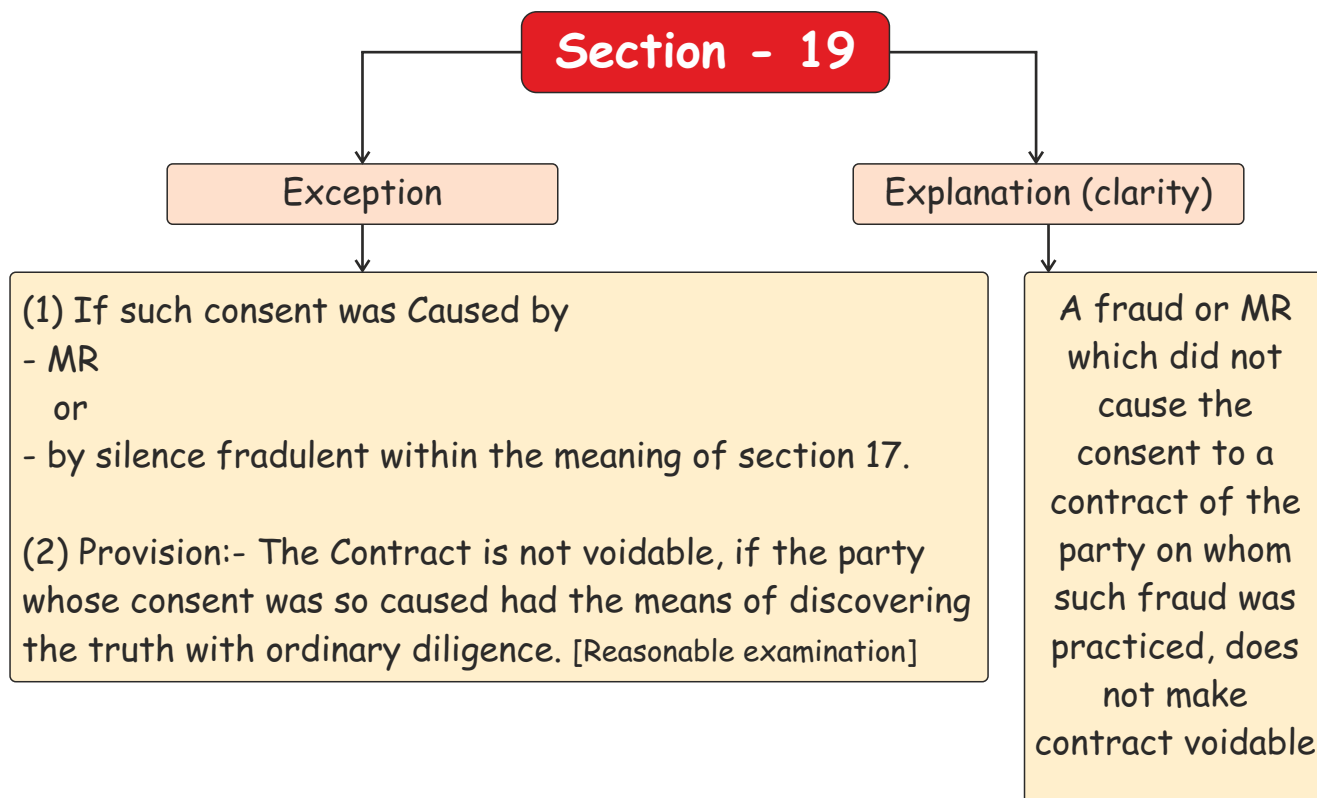 Section - 19
Exception
Explanation (clarity)
(1) If such consent was Caused by
- MR
or
- by silence fradulent within the meaning of section 17.
(2) Provision:- The Contract is not voidable, if the party
whose consent was so caused had the means of discovering
the truth with ordinary diligence. [Reasonable examination]
A fraud or MR
which did not
cause the
consent to a
contract of the
party on whom
such fraud was
practiced, does
not make
contract voidable